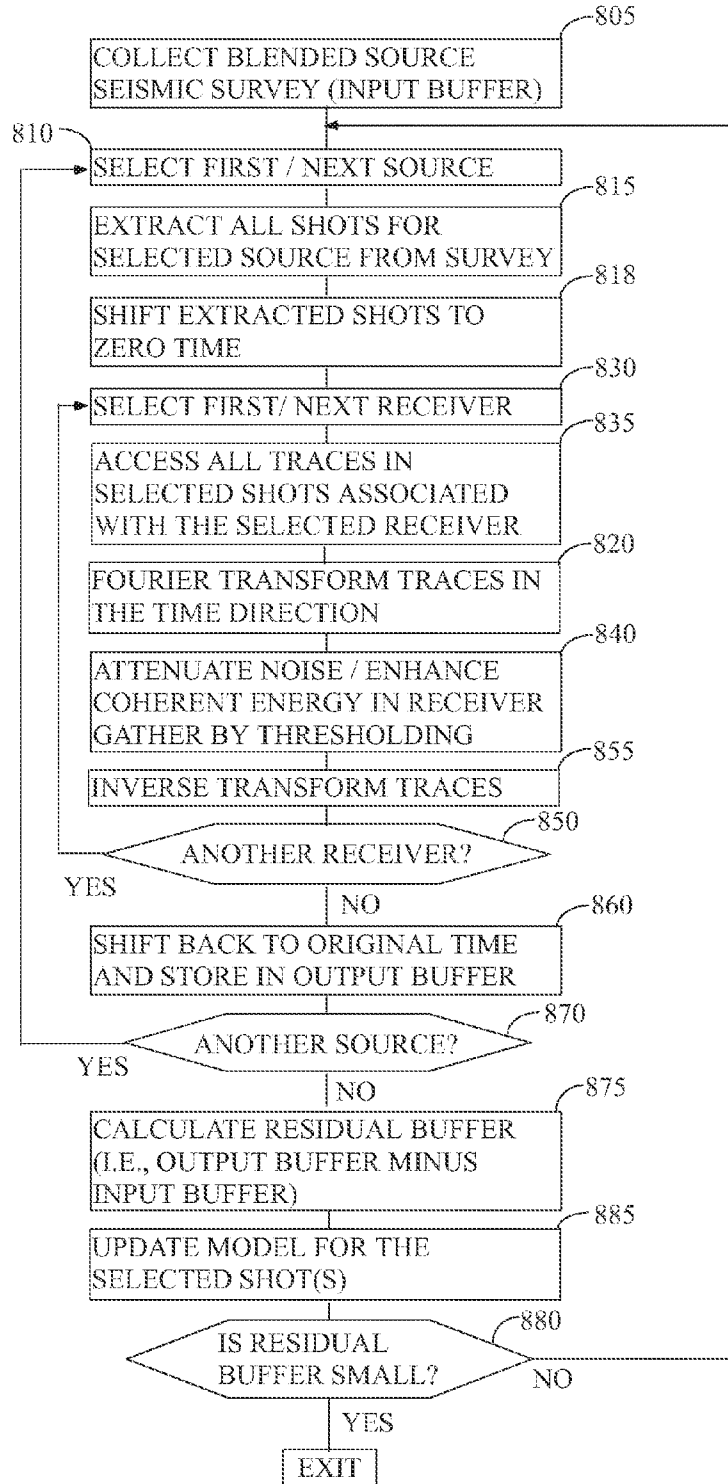 805
COLLECT BLENDED SOURCE
SEISMIC SURVEY (INPUT BUFFER)
810
SELECT FIRST / NEXT SOURCE
815
EXTRACT ALL SHOTS FOR
SELECTED SOURCE FROM SURVEY
818
SHIFT EXTRACTED SHOTS TO
ZERO TIME
830
SELECT FIRST/ NEXT RECEIVER
835
ACCESS ALL TRACES IN
SELECTED SHOTS ASSOCIATED
WITH THE SELECTED RECEIVER
820
FOURIER TRANSFORM TRACES IN
THE TIME DIRECTION
840
ATTENUATE NOISE / ENHANCE
COHERENT ENERGY IN RECEIVER
GATHER BY THRESHOLDING
855
INVERSE TRANSFORM TRACES
850
ANOTHER RECEIVER?
YES
NO
860
SHIFT BACK TO ORIGINAL TIME
AND STORE IN OUTPUT BUFFER
870
ANOTHER SOURCE?
YES
NO
875
CALCULATE RESIDUAL BUFFER
(I.E., OUTPUT BUFFER MINUS
INPUT BUFFER)
885
UPDATE MODEL FOR THE
SELECTED SHOT(S)
880
IS RESIDUAL
BUFFER SMALL?
NO
YES
EXIT